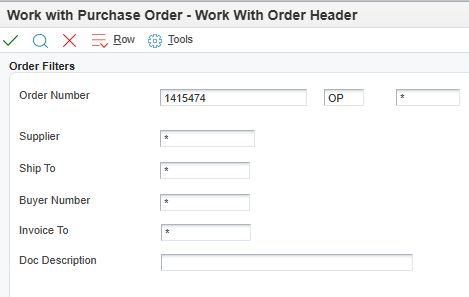 Work with Purchase Order - Work With Order Header
Row Tools
Order Filters
Order Number 1415474 OP *
Supplier *
Ship To *
Buyer Number *
Invoice To *
Doc Description